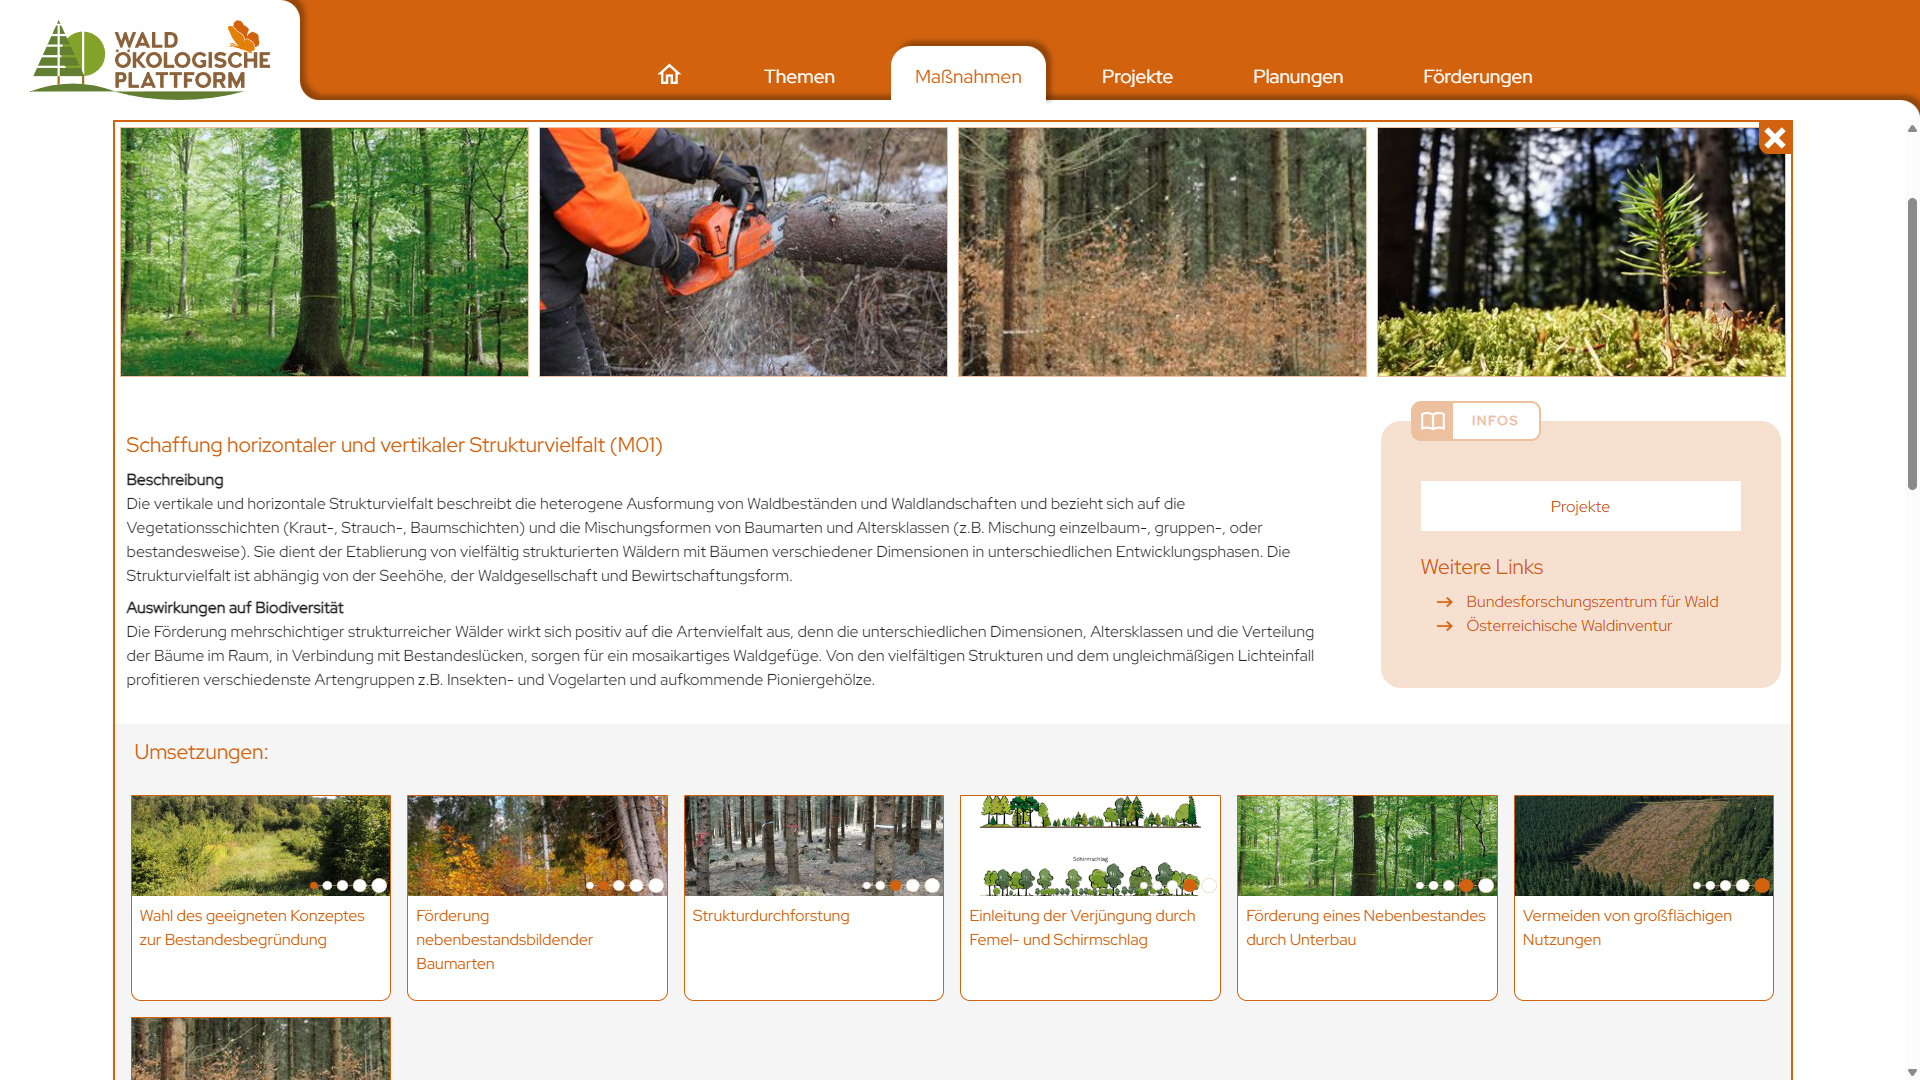 WALD
ÖKOLOGISCHE
PLATTFORM
Themen
Maßnahmen
Projekte
Planungen
Förderungen
Schaffung horizontaler und vertikaler Strukturvielfalt (M01)
Beschreibung
Die vertikale und horizontale Strukturvielfalt beschreibt die heterogene Ausformung von Waldbeständen und Waldlandschaften und bezieht sich auf die
Vegetationsschichten (Kraut-, Strauch-, Baumschichten) und die Mischungsformen von Baumarten und Altersklassen (z.B. Mischung einzelbaum-, gruppen-, oder
bestandesweise). Sie dient der Etablierung von vielfältig strukturierten Wäldern mit Bäumen verschiedener Dimensionen in unterschiedlichen Entwicklungsphasen. Die
Strukturvielfalt ist abhängig von der Seehöhe, der Waldgesellschaft und Bewirtschaftungsform.
Auswirkungen auf Biodiversität
Die Förderung mehrschichtiger strukturreicher Wälder wirkt sich positiv auf die Artenvielfalt aus, denn die unterschiedlichen Dimensionen, Altersklassen und die Verteilung
der Bäume im Raum, in Verbindung mit Bestandeslücken, sorgen für ein mosaikartiges Waldgefüge. Von den vielfältigen Strukturen und dem ungleichmäßigen Lichteinfall
profitieren verschiedenste Artengruppen z.B. Insekten- und Vogelarten und aufkommende Pioniergehölze.
INFOS
Projekte
Weitere Links
Bundesforschungszentrum für Wald
Österreichische Waldinventur
Umsetzungen:
Wahl des geeigneten Konzeptes
zur Bestandesbegründung
Förderung
nebenbestandsbildender
Baumarten
Strukturdurchforstung
Schirmschlag
Einleitung der Verjüngung durch
Femel- und Schirmschlag
Förderung eines Nebenbestandes
durch Unterbau
Vermeiden von großflächigen
Nutzungen